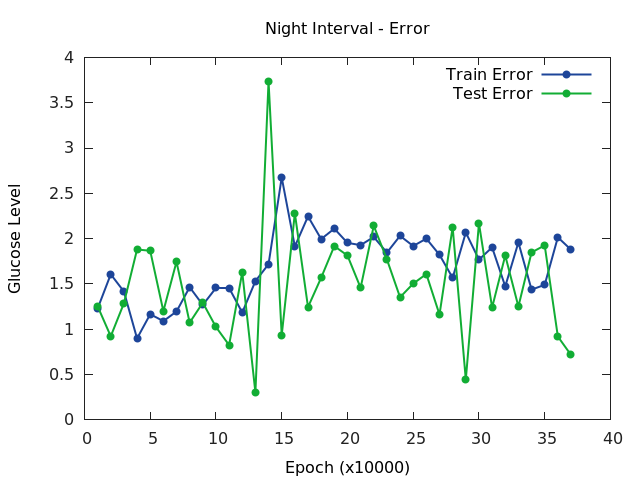 Night Interval - Error
Train Error
Test Error
4
3.5
3
2.5
2
1.5
1
0.5
0
Glucose Level
0 5 10 15 20 25 30 35 40
Epoch (x10000)